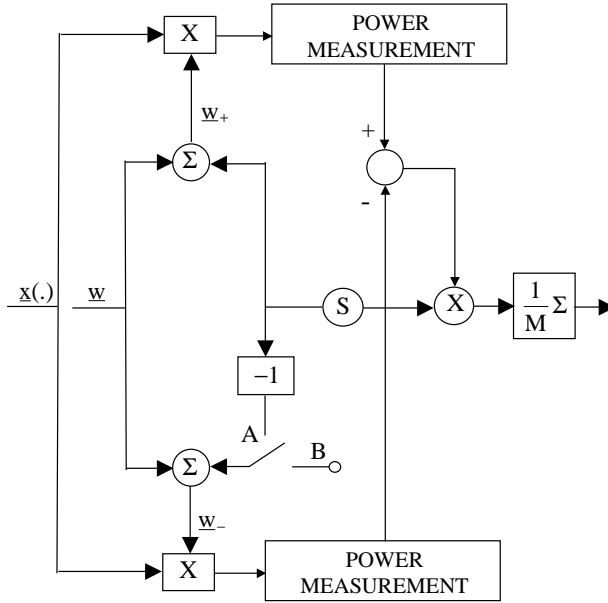 X
POWER
MEASUREMENT
w₊
+
Σ
-
x(.)
w
S
X
1
M
Σ
−1
A
B
Σ
w₋
X
POWER
MEASUREMENT